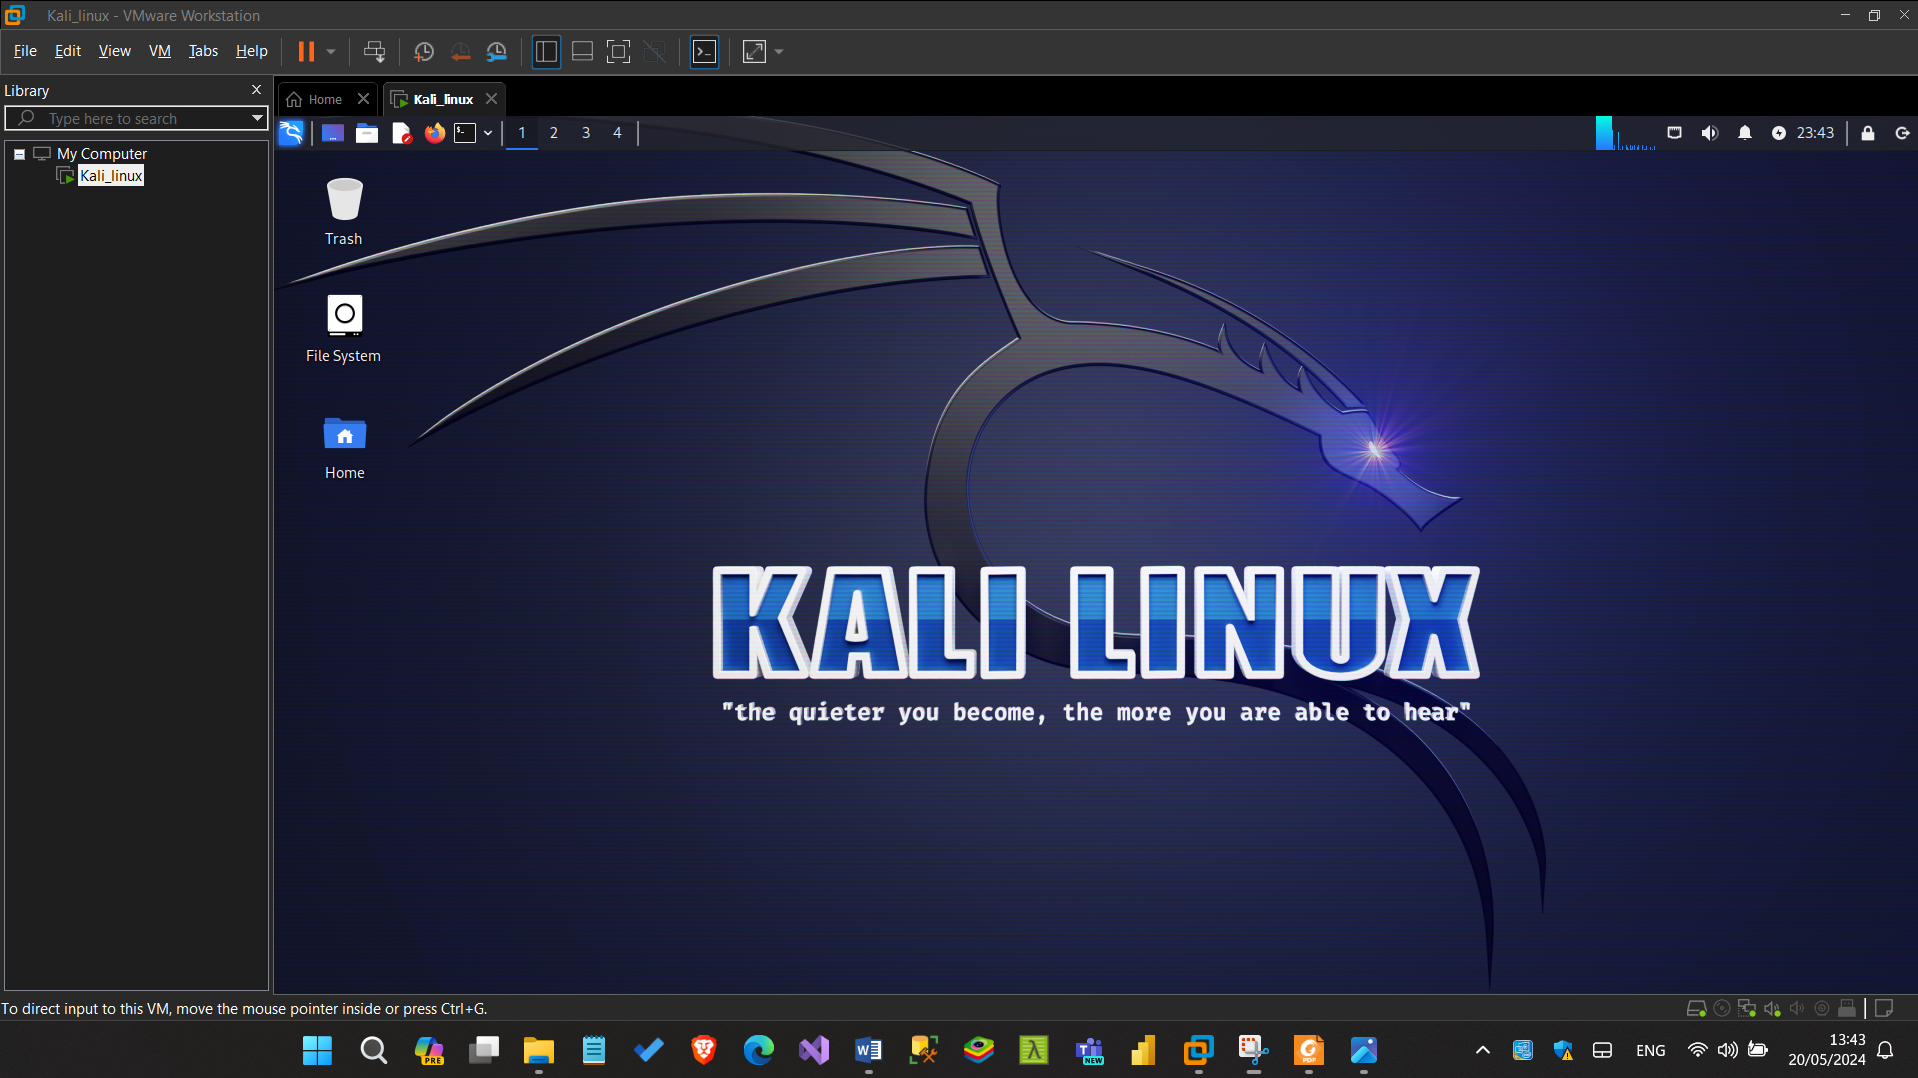 Kali_linux - VMware Workstation
File Edit View VM Tabs Help
Library
Type here to search
My Computer
Kali_linux
Home
Kali_linux
1 2 3 4
23:43
Trash
File System
Home
KALI LINUX
"the quieter you become, the more you are able to hear"
To direct input to this VM, move the mouse pointer inside or press Ctrl+G.
PRE
NEW
PDF
ENG
13:43
20/05/2024